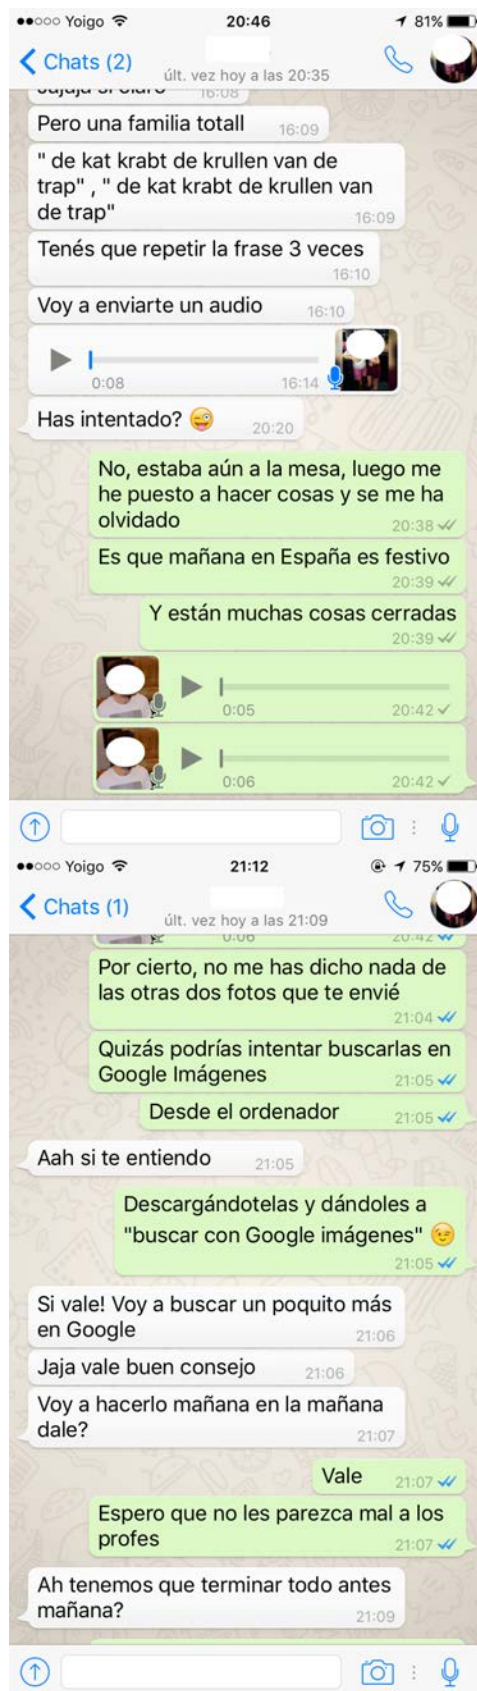 Yoigo 20:46 81%
Chats (2)
últ. vez hoy a las 20:35
16:08
Pero una familia totall 16:09
" de kat krabt de krullen van de
trap" , " de kat krabt de krullen van
de trap" 16:09
Tenés que repetir la frase 3 veces
16:10
Voy a enviarte un audio 16:10
0:08 16:14
Has intentado? 😜 20:20
No, estaba aún a la mesa, luego me
he puesto a hacer cosas y se me ha
olvidado 20:38
Es que mañana en España es festivo
20:39
Y están muchas cosas cerradas
20:39
0:05 20:42
0:06 20:42
Yoigo 21:12 75%
Chats (1)
últ. vez hoy a las 21:09
0:06 20:42
Por cierto, no me has dicho nada de
las otras dos fotos que te envié
21:04
Quizás podrías intentar buscarlas en
Google Imágenes 21:05
Desde el ordenador 21:05
Aah si te entiendo 21:05
Descargándotelas y dándoles a
"buscar con Google imágenes" 😉
21:05
Si vale! Voy a buscar un poquito más
en Google 21:06
Jaja vale buen consejo 21:06
Voy a hacerlo mañana en la mañana
dale? 21:07
Vale 21:07
Espero que no les parezca mal a los
profes 21:07
Ah tenemos que terminar todo antes
mañana? 21:09